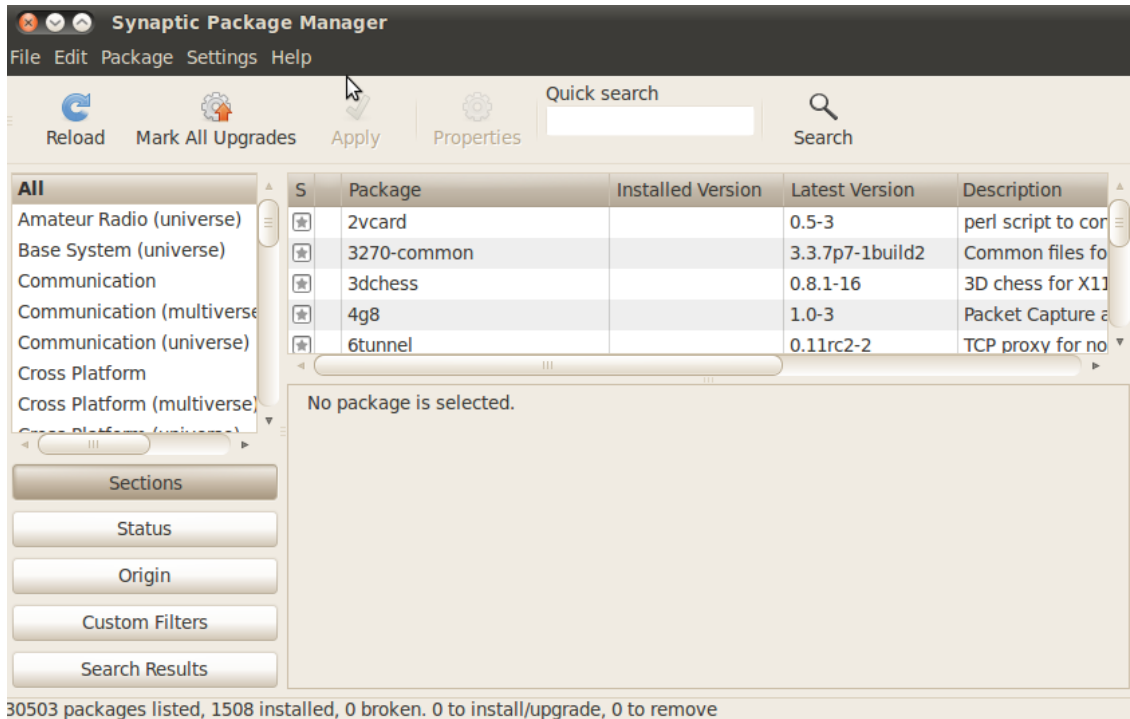 Synaptic Package Manager
File Edit Package Settings Help
Reload
Mark All Upgrades
Apply
Properties
Quick search
Search
All
Amateur Radio (universe)
Base System (universe)
Communication
Communication (multiverse
Communication (universe)
Cross Platform
Cross Platform (multiverse)
Cross Platform (universe)
Sections
Status
Origin
Custom Filters
Search Results
S Package Installed Version Latest Version Description
2vcard 0.5-3 perl script to con
3270-common 3.3.7p7-1build2 Common files fo
3dchess 0.8.1-16 3D chess for X11
4g8 1.0-3 Packet Capture a
6tunnel 0.11rc2-2 TCP proxy for no
No package is selected.
30503 packages listed, 1508 installed, 0 broken. 0 to install/upgrade, 0 to remove